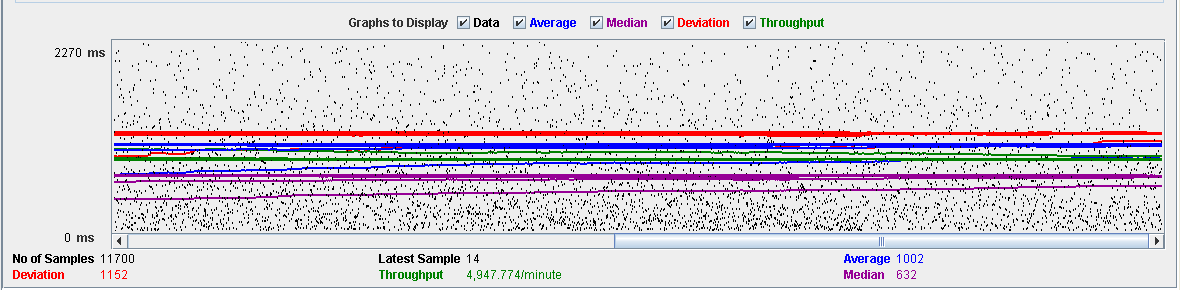 Graphs to Display Data Average Median Deviation Throughput
2270 ms
0 ms
No of Samples 11700 Latest Sample 14 Average 1002
Deviation 1152 Throughput 4,947.774/minute Median 632